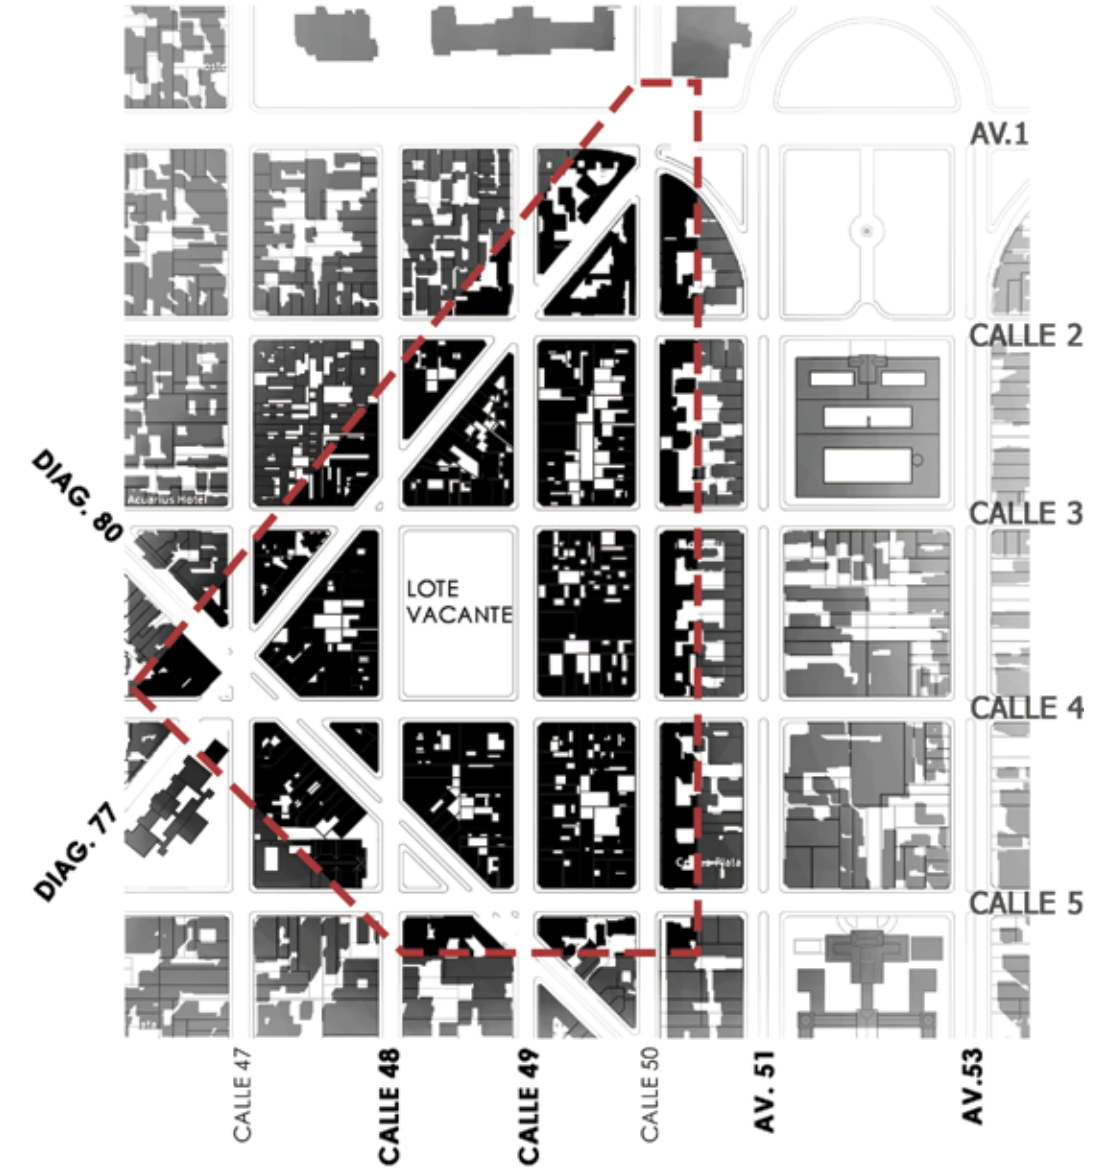 AV.1
CALLE 2
Acuarius Hotel
DIAG. 80
CALLE 3
LOTE
VACANTE
CALLE 4
DIAG. 77
CALLE 5
CALLE 47
CALLE 48
CALLE 49
CALLE 50
AV. 51
AV.53